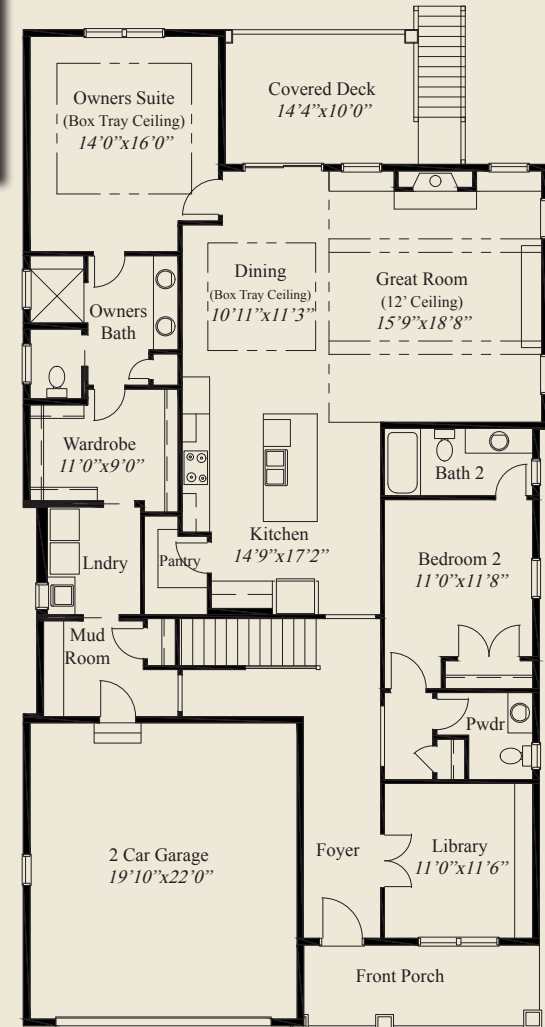 Owners Suite
(Box Tray Ceiling)
14’0”x16’0”
Covered Deck
14’4”x10’0”
Dining
(Box Tray Ceiling)
10’11”x11’3”
Great Room
(12’ Ceiling)
15’9”x18’8”
Owners
Bath
Wardrobe
11’0”x9’0”
Bath 2
Lndry
Pantry
Kitchen
14’9”x17’2”
Bedroom 2
11’0”x11’8”
Mud
Room
Pwdr
2 Car Garage
19’10”x22’0”
Foyer
Library
11’0”x11’6”
Front Porch